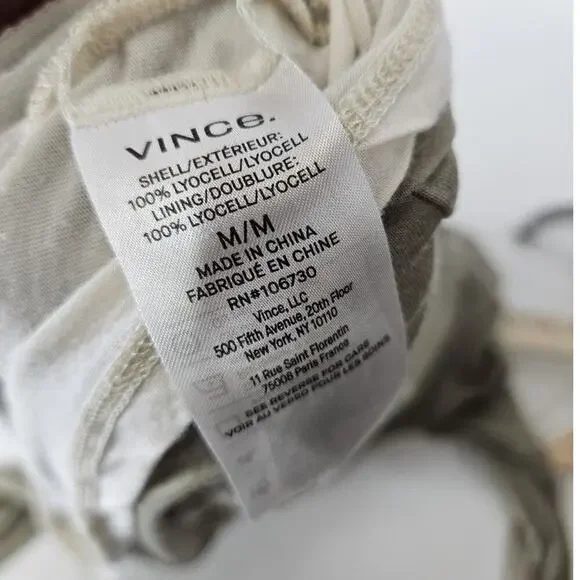 VINCE.
SHELL/EXTÉRIEUR:
100% LYOCELL/LYOCELL
LINING/DOUBLURE:
100% LYOCELL/LYOCELL
M/M
MADE IN CHINA
FABRIQUÉ EN CHINE
RN#106730
Vince, LLC
500 Fifth Avenue, 20th Floor
New York, NY 10110
11 Rue Saint Florentin
75008 Paris France
SEE REVERSE FOR CARE
VOIR AU VERSO POUR LES SOINS